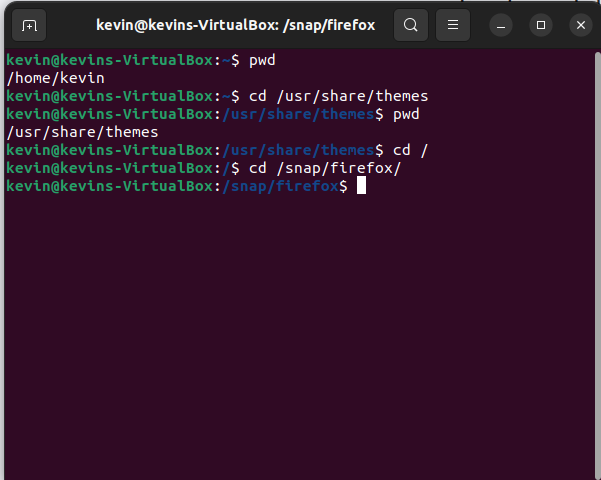 kevin@kevins-VirtualBox: /snap/firefox
kevin@kevins-VirtualBox:~$ pwd
/home/kevin
kevin@kevins-VirtualBox:~$ cd /usr/share/themes
kevin@kevins-VirtualBox:/usr/share/themes$ pwd
/usr/share/themes
kevin@kevins-VirtualBox:/usr/share/themes$ cd /
kevin@kevins-VirtualBox:/$ cd /snap/firefox/
kevin@kevins-VirtualBox:/snap/firefox$